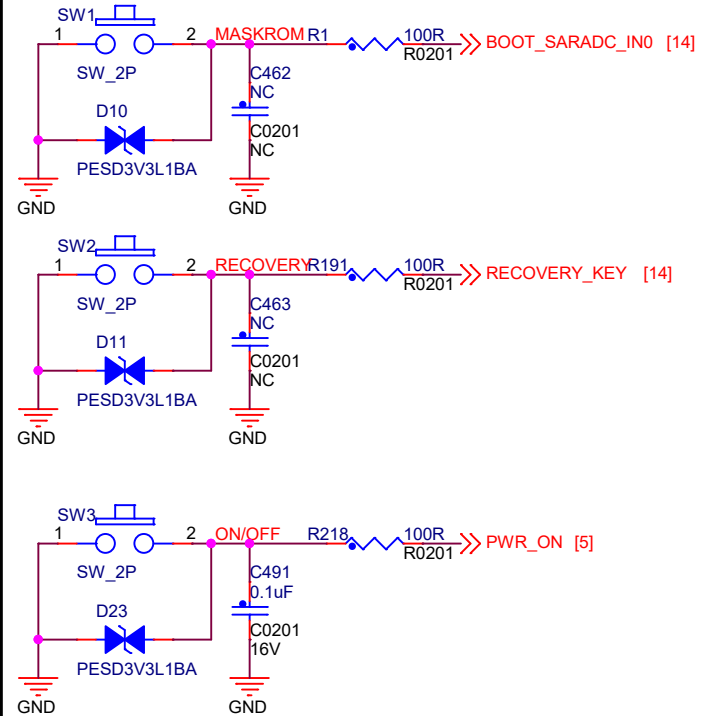 SW1
1
2
MASKROM
R1
100R
R0201
BOOT_SARADC_IN0 [14]
SW_2P
C462
NC
D10
C0201
NC
PESD3V3L1BA
GND
GND
SW2
1
2
RECOVERY
R191
100R
R0201
RECOVERY_KEY [14]
SW_2P
C463
NC
D11
C0201
NC
PESD3V3L1BA
GND
GND
SW3
1
2
ON/OFF
R218
100R
R0201
PWR_ON [5]
SW_2P
C491
0.1uF
D23
C0201
16V
PESD3V3L1BA
GND
GND